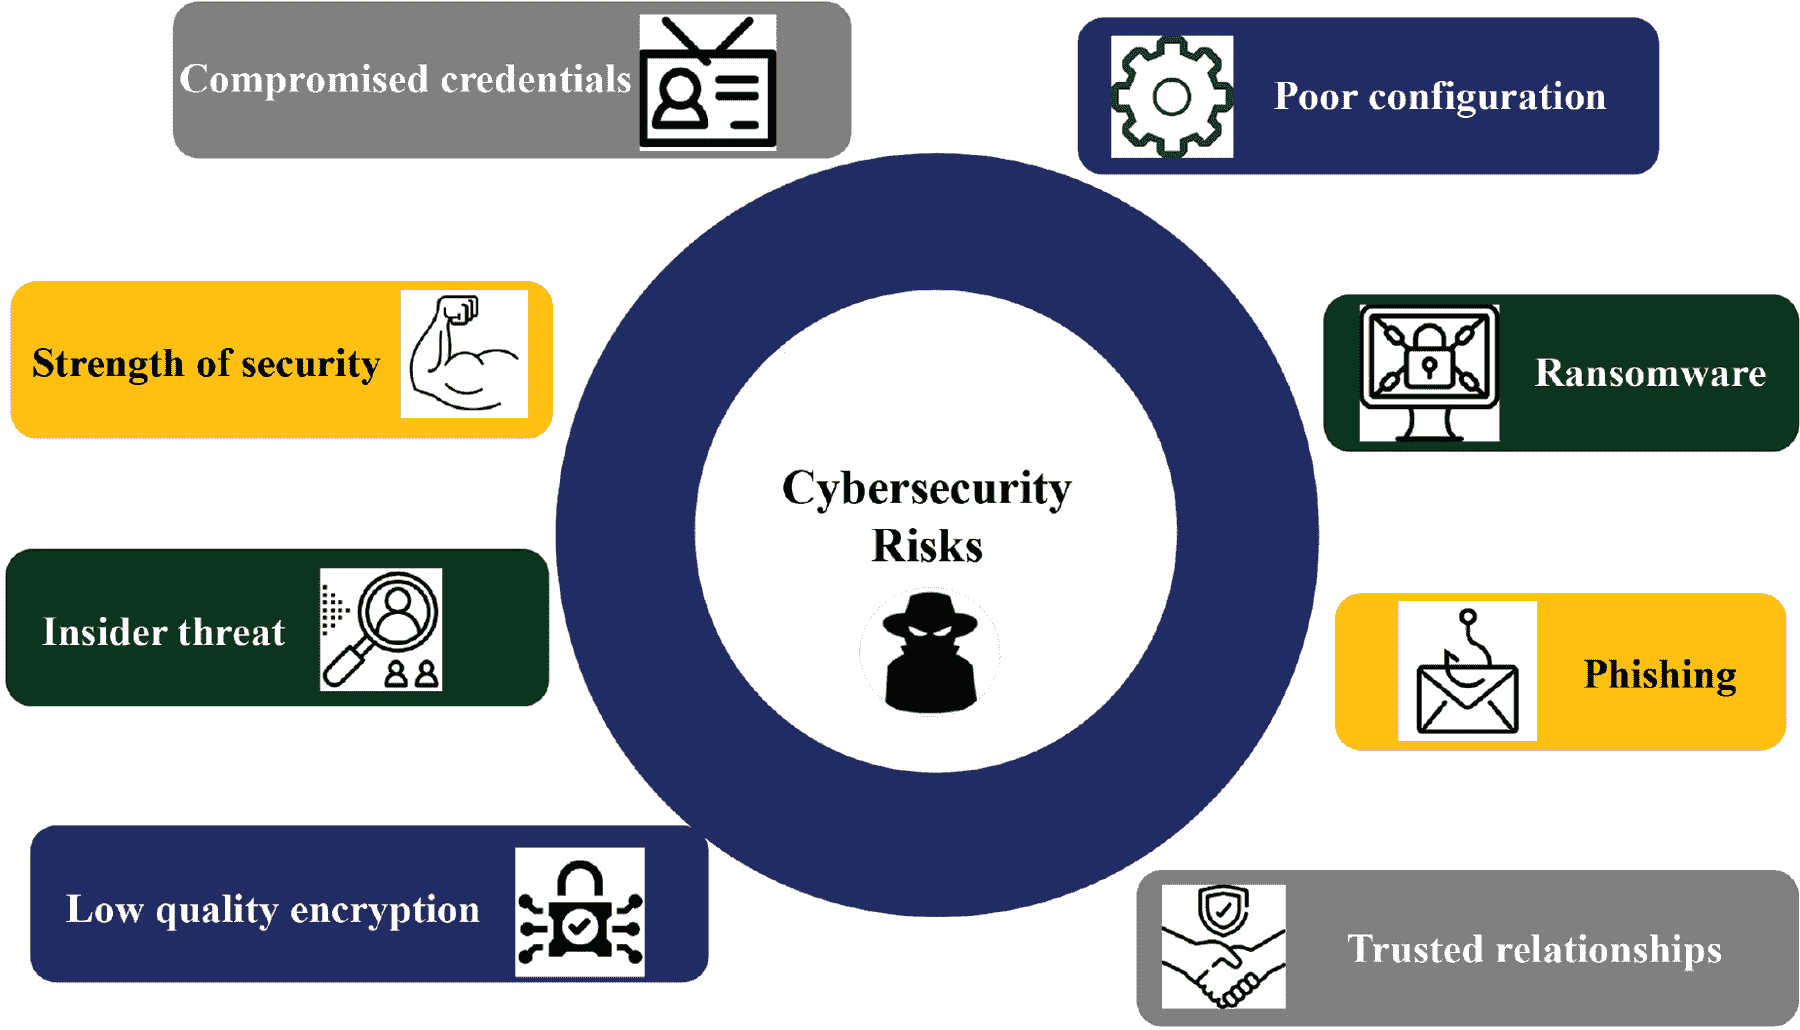 Compromised credentials
Poor configuration
Strength of security
Ransomware
Cybersecurity
Risks
Insider threat
Phishing
Low quality encryption
Trusted relationships